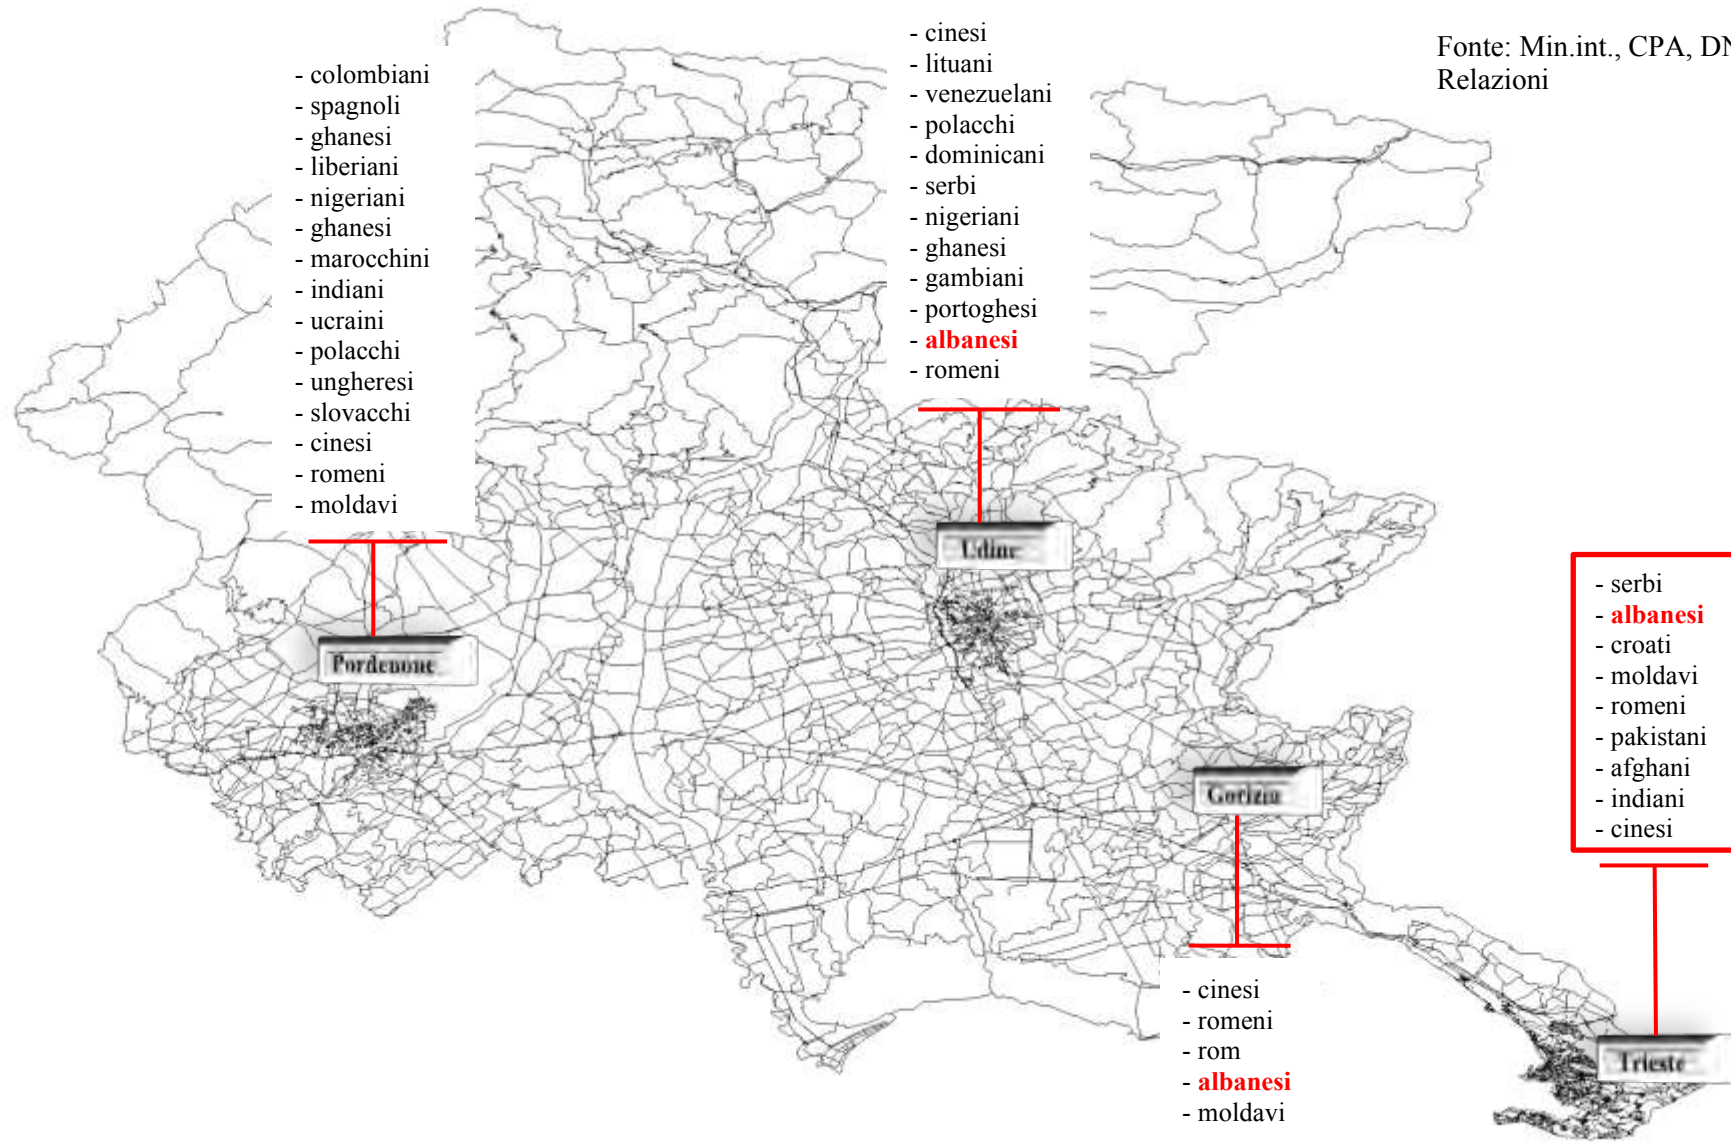 Fonte: Min.int., CPA, DN
Relazioni
- colombiani
- spagnoli
- ghanesi
- liberiani
- nigeriani
- ghanesi
- marocchini
- indiani
- ucraini
- polacchi
- ungheresi
- slovacchi
- cinesi
- romeni
- moldavi
Pordenone
- cinesi
- lituani
- venezuelani
- polacchi
- dominicani
- serbi
- nigeriani
- ghanesi
- gambiani
- portoghesi
- albanesi
- romeni
Udine
Gorizia
- cinesi
- romeni
- rom
- albanesi
- moldavi
- serbi
- albanesi
- croati
- moldavi
- romeni
- pakistani
- afghani
- indiani
- cinesi
Trieste